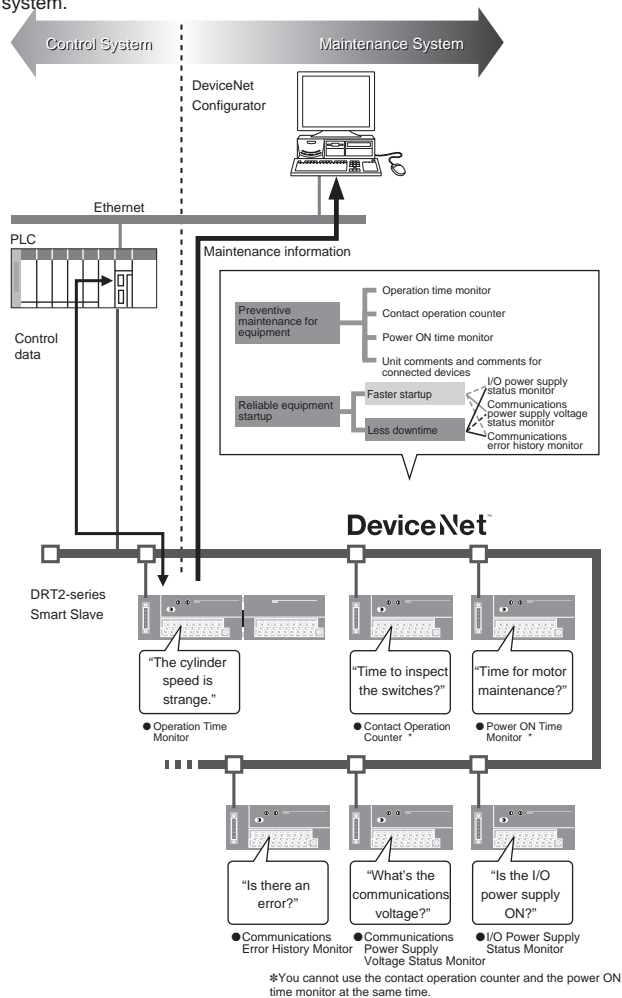 system.
Control System
Maintenance System
DeviceNet
Configurator
Ethernet
PLC
Maintenance information
Control
data
Preventive
maintenance for
equipment
Operation time monitor
Contact operation counter
Power ON time monitor
Unit comments and comments for
connected devices
Reliable equipment
startup
Faster startup
Less downtime
I/O power supply
status monitor
Communications
power supply voltage
status monitor
Communications
error history monitor
DeviceNet™
DRT2-series
Smart Slave
“The cylinder
speed is
strange.”
●Operation Time
Monitor
“Time to inspect
the switches?”
●Contact Operation
Counter *
“Time for motor
maintenance?”
●Power ON Time
Monitor *
“Is there an
error?”
●Communications
Error History Monitor
“What's the
communications
voltage?”
●Communications
Power Supply
Voltage Status Monitor
“Is the I/O
power supply
ON?”
●I/O Power Supply
Status Monitor
✽You cannot use the contact operation counter and the power ON
time monitor at the same time.